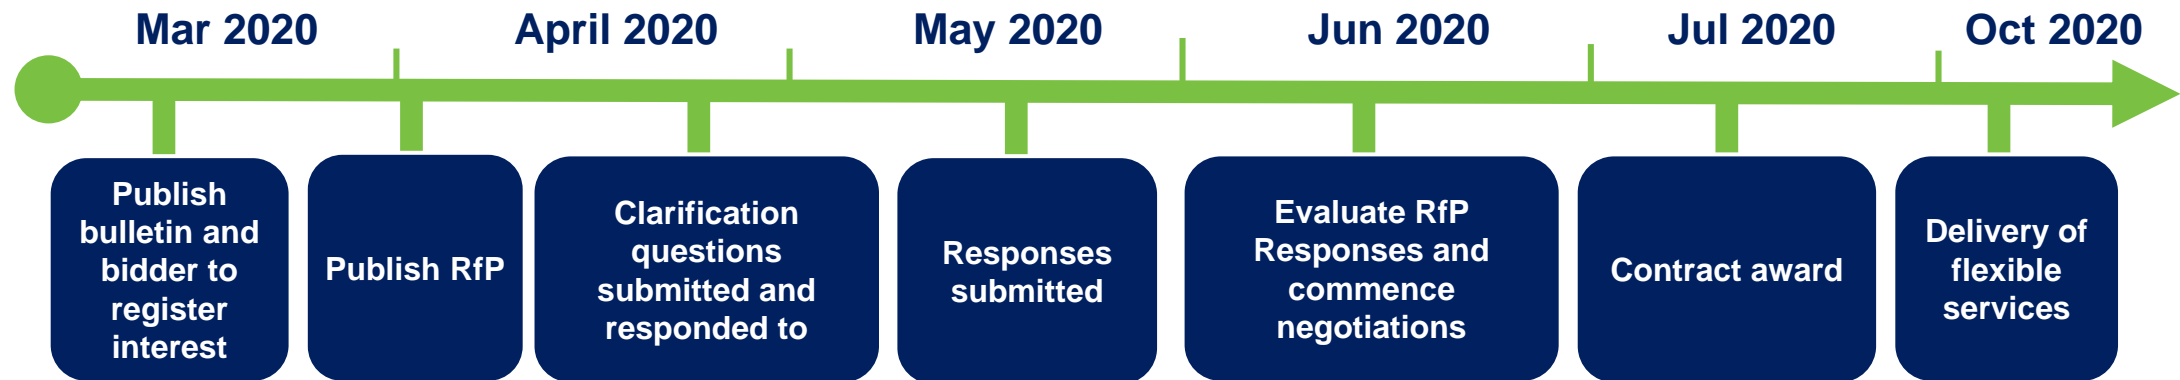 Mar 2020
April 2020
May 2020
Jun 2020
Jul 2020
Oct 2020
Publish
bulletin and
bidder to
register
interest
Publish RfP
Clarification
questions
submitted and
responded to
Responses
submitted
Evaluate RfP
Responses and
commence
negotiations
Contract award
Delivery of
flexible
services